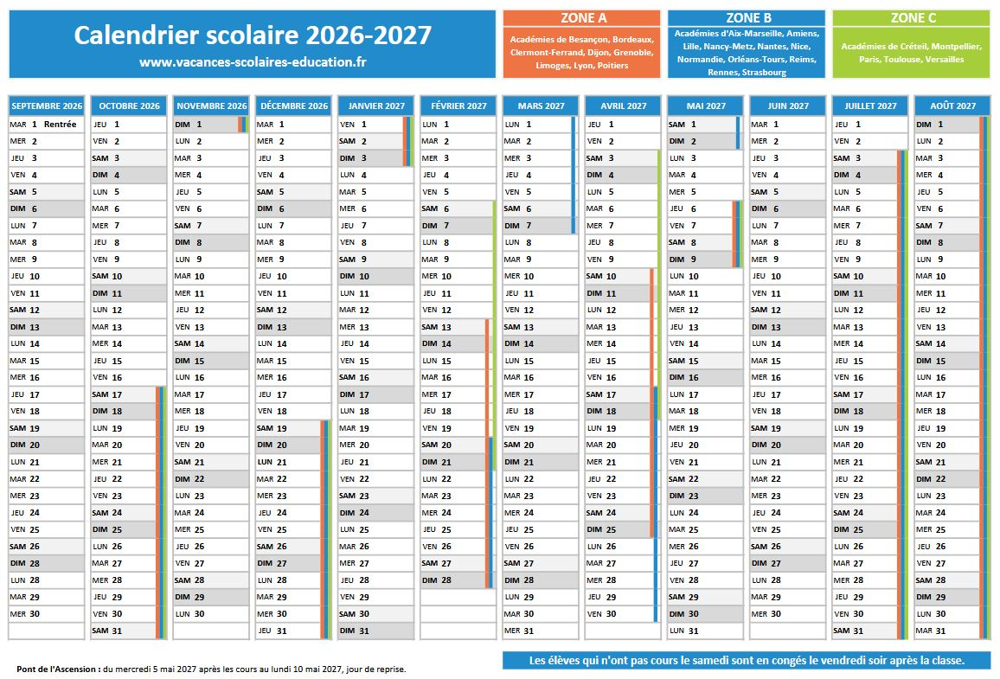 Calendrier scolaire 2026-2027
www.vacances-scolaires-education.fr
ZONE A
Académies de Besançon, Bordeaux,
Clermont-Ferrand, Dijon, Grenoble,
Limoges, Lyon, Poitiers
ZONE B
Académies d'Aix-Marseille, Amiens,
Lille, Nancy-Metz, Nantes, Nice,
Normandie, Orléans-Tours, Reims,
Rennes, Strasbourg
ZONE C
Académies de Créteil, Montpellier,
Paris, Toulouse, Versailles
SEPTEMBRE 2026 OCTOBRE 2026 NOVEMBRE 2026 DÉCEMBRE 2026 JANVIER 2027 FÉVRIER 2027 MARS 2027 AVRIL 2027 MAI 2027 JUIN 2027 JUILLET 2027 AOÛT 2027
MAR 1 Rentrée JEU 1 DIM 1 MAR 1 VEN 1 LUN 1 LUN 1 JEU 1 SAM 1 MAR 1 JEU 1 DIM 1
MER 2 VEN 2 LUN 2 MER 2 SAM 2 MAR 2 MAR 2 VEN 2 DIM 2 MER 2 VEN 2 LUN 2
JEU 3 SAM 3 MAR 3 JEU 3 DIM 3 MER 3 MER 3 SAM 3 LUN 3 JEU 3 SAM 3 MAR 3
VEN 4 DIM 4 MER 4 VEN 4 LUN 4 JEU 4 JEU 4 DIM 4 MAR 4 VEN 4 DIM 4 MER 4
SAM 5 LUN 5 JEU 5 SAM 5 MAR 5 VEN 5 VEN 5 LUN 5 MER 5 SAM 5 LUN 5 JEU 5
DIM 6 MAR 6 VEN 6 DIM 6 MER 6 SAM 6 SAM 6 MAR 6 JEU 6 DIM 6 MAR 6 VEN 6
LUN 7 MER 7 SAM 7 LUN 7 JEU 7 DIM 7 DIM 7 MER 7 VEN 7 LUN 7 MER 7 SAM 7
MAR 8 JEU 8 DIM 8 MAR 8 VEN 8 LUN 8 LUN 8 JEU 8 SAM 8 MAR 8 JEU 8 DIM 8
MER 9 VEN 9 LUN 9 MER 9 SAM 9 MAR 9 MAR 9 VEN 9 DIM 9 MER 9 VEN 9 LUN 9
JEU 10 SAM 10 MAR 10 JEU 10 DIM 10 MER 10 MER 10 SAM 10 LUN 10 JEU 10 SAM 10 MAR 10
VEN 11 DIM 11 MER 11 VEN 11 LUN 11 JEU 11 JEU 11 DIM 11 MAR 11 VEN 11 DIM 11 MER 11
SAM 12 LUN 12 JEU 12 SAM 12 MAR 12 VEN 12 VEN 12 LUN 12 MER 12 SAM 12 LUN 12 JEU 12
DIM 13 MAR 13 VEN 13 DIM 13 MER 13 SAM 13 SAM 13 MAR 13 JEU 13 DIM 13 MAR 13 VEN 13
LUN 14 MER 14 SAM 14 LUN 14 JEU 14 DIM 14 DIM 14 MER 14 VEN 14 LUN 14 MER 14 SAM 14
MAR 15 JEU 15 DIM 15 MAR 15 VEN 15 LUN 15 LUN 15 JEU 15 SAM 15 MAR 15 JEU 15 DIM 15
MER 16 VEN 16 LUN 16 MER 16 SAM 16 MAR 16 MAR 16 VEN 16 DIM 16 MER 16 VEN 16 LUN 16
JEU 17 SAM 17 MAR 17 JEU 17 DIM 17 MER 17 MER 17 SAM 17 LUN 17 JEU 17 SAM 17 MAR 17
VEN 18 DIM 18 MER 18 VEN 18 LUN 18 JEU 18 JEU 18 DIM 18 MAR 18 VEN 18 DIM 18 MER 18
SAM 19 LUN 19 JEU 19 SAM 19 MAR 19 VEN 19 VEN 19 LUN 19 MER 19 SAM 19 LUN 19 JEU 19
DIM 20 MAR 20 VEN 20 DIM 20 MER 20 SAM 20 SAM 20 MAR 20 JEU 20 DIM 20 MAR 20 VEN 20
LUN 21 MER 21 SAM 21 LUN 21 JEU 21 DIM 21 DIM 21 MER 21 VEN 21 LUN 21 MER 21 SAM 21
MAR 22 JEU 22 DIM 22 MAR 22 VEN 22 LUN 22 LUN 22 JEU 22 SAM 22 MAR 22 JEU 22 DIM 22
MER 23 VEN 23 LUN 23 MER 23 SAM 23 MAR 23 MAR 23 VEN 23 DIM 23 MER 23 VEN 23 LUN 23
JEU 24 SAM 24 MAR 24 JEU 24 DIM 24 MER 24 MER 24 SAM 24 LUN 24 JEU 24 SAM 24 MAR 24
VEN 25 DIM 25 MER 25 VEN 25 LUN 25 JEU 25 JEU 25 DIM 25 MAR 25 VEN 25 DIM 25 MER 25
SAM 26 LUN 26 JEU 26 SAM 26 MAR 26 VEN 26 VEN 26 LUN 26 MER 26 SAM 26 LUN 26 JEU 26
DIM 28 MAR 27 VEN 27 DIM 27 MER 27 SAM 27 SAM 27 MAR 27 JEU 27 DIM 27 MAR 27 VEN 27
LUN 28 MER 28 SAM 28 LUN 28 JEU 28 DIM 28 DIM 28 MER 28 VEN 28 LUN 28 MER 28 SAM 28
MAR 29 JEU 29 DIM 29 MAR 29 VEN 29 LUN 29 JEU 29 SAM 29 MAR 29 JEU 29 DIM 29
MER 30 VEN 30 LUN 30 MER 30 SAM 30 MAR 30 VEN 30 DIM 30 MER 30 VEN 30 LUN 30
SAM 31 JEU 31 DIM 31 MER 31 LUN 31 SAM 31 MAR 31
Pont de l'Ascension : du mercredi 5 mai 2027 après les cours au lundi 10 mai 2027, jour de reprise.
Les élèves qui n'ont pas cours le samedi sont en congés le vendredi soir après la classe.